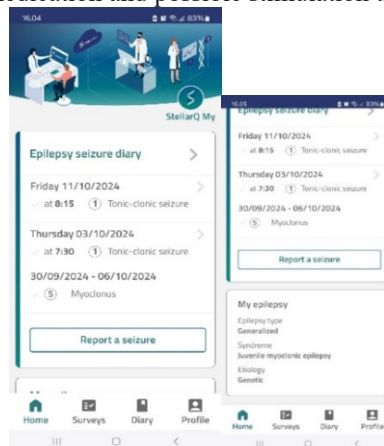 16.04 83%
StellarQ My
Epilepsy seizure diary
Friday 11/10/2024
at 8:15 1 Tonic-clonic seizure
Thursday 03/10/2024
at 7:30 1 Tonic-clonic seizure
30/09/2024 - 06/10/2024
5 Myoclonus
Report a seizure
Home Surveys Diary Profile
16.05 83%
Epilepsy seizure diary
Friday 11/10/2024
at 8:15 1 Tonic-clonic seizure
Thursday 03/10/2024
at 7:30 1 Tonic-clonic seizure
30/09/2024 - 06/10/2024
5 Myoclonus
Report a seizure
My epilepsy
Epilepsy type
Generalized
Syndrome
Juvenile myoclonic epilepsy
Etiology
Genetic
Home Surveys Diary Profile